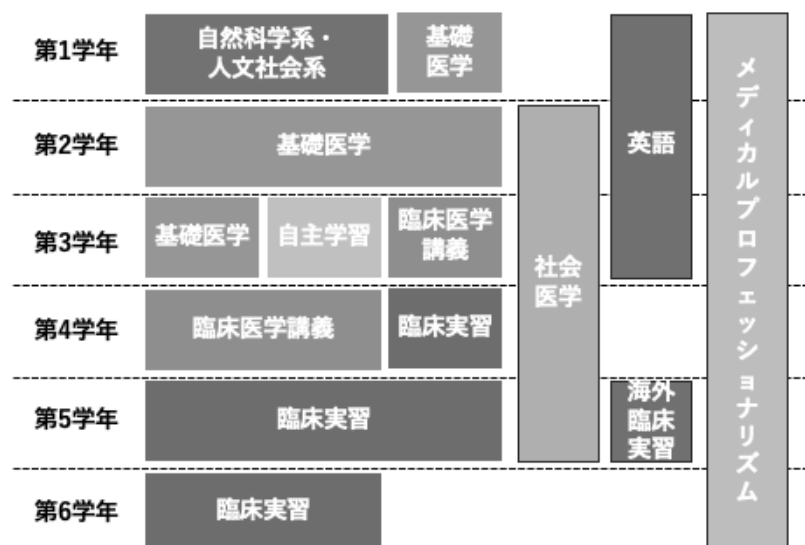 第1学年
自然科学系・
人文社会系
基礎
医学
第2学年
基礎医学
第3学年
基礎医学
自主学習
臨床医学
講義
第4学年
臨床医学講義
臨床実習
第5学年
臨床実習
第6学年
臨床実習
社会
医学
英語
海外
臨床
実習
メディカルプロフェッショナリズム